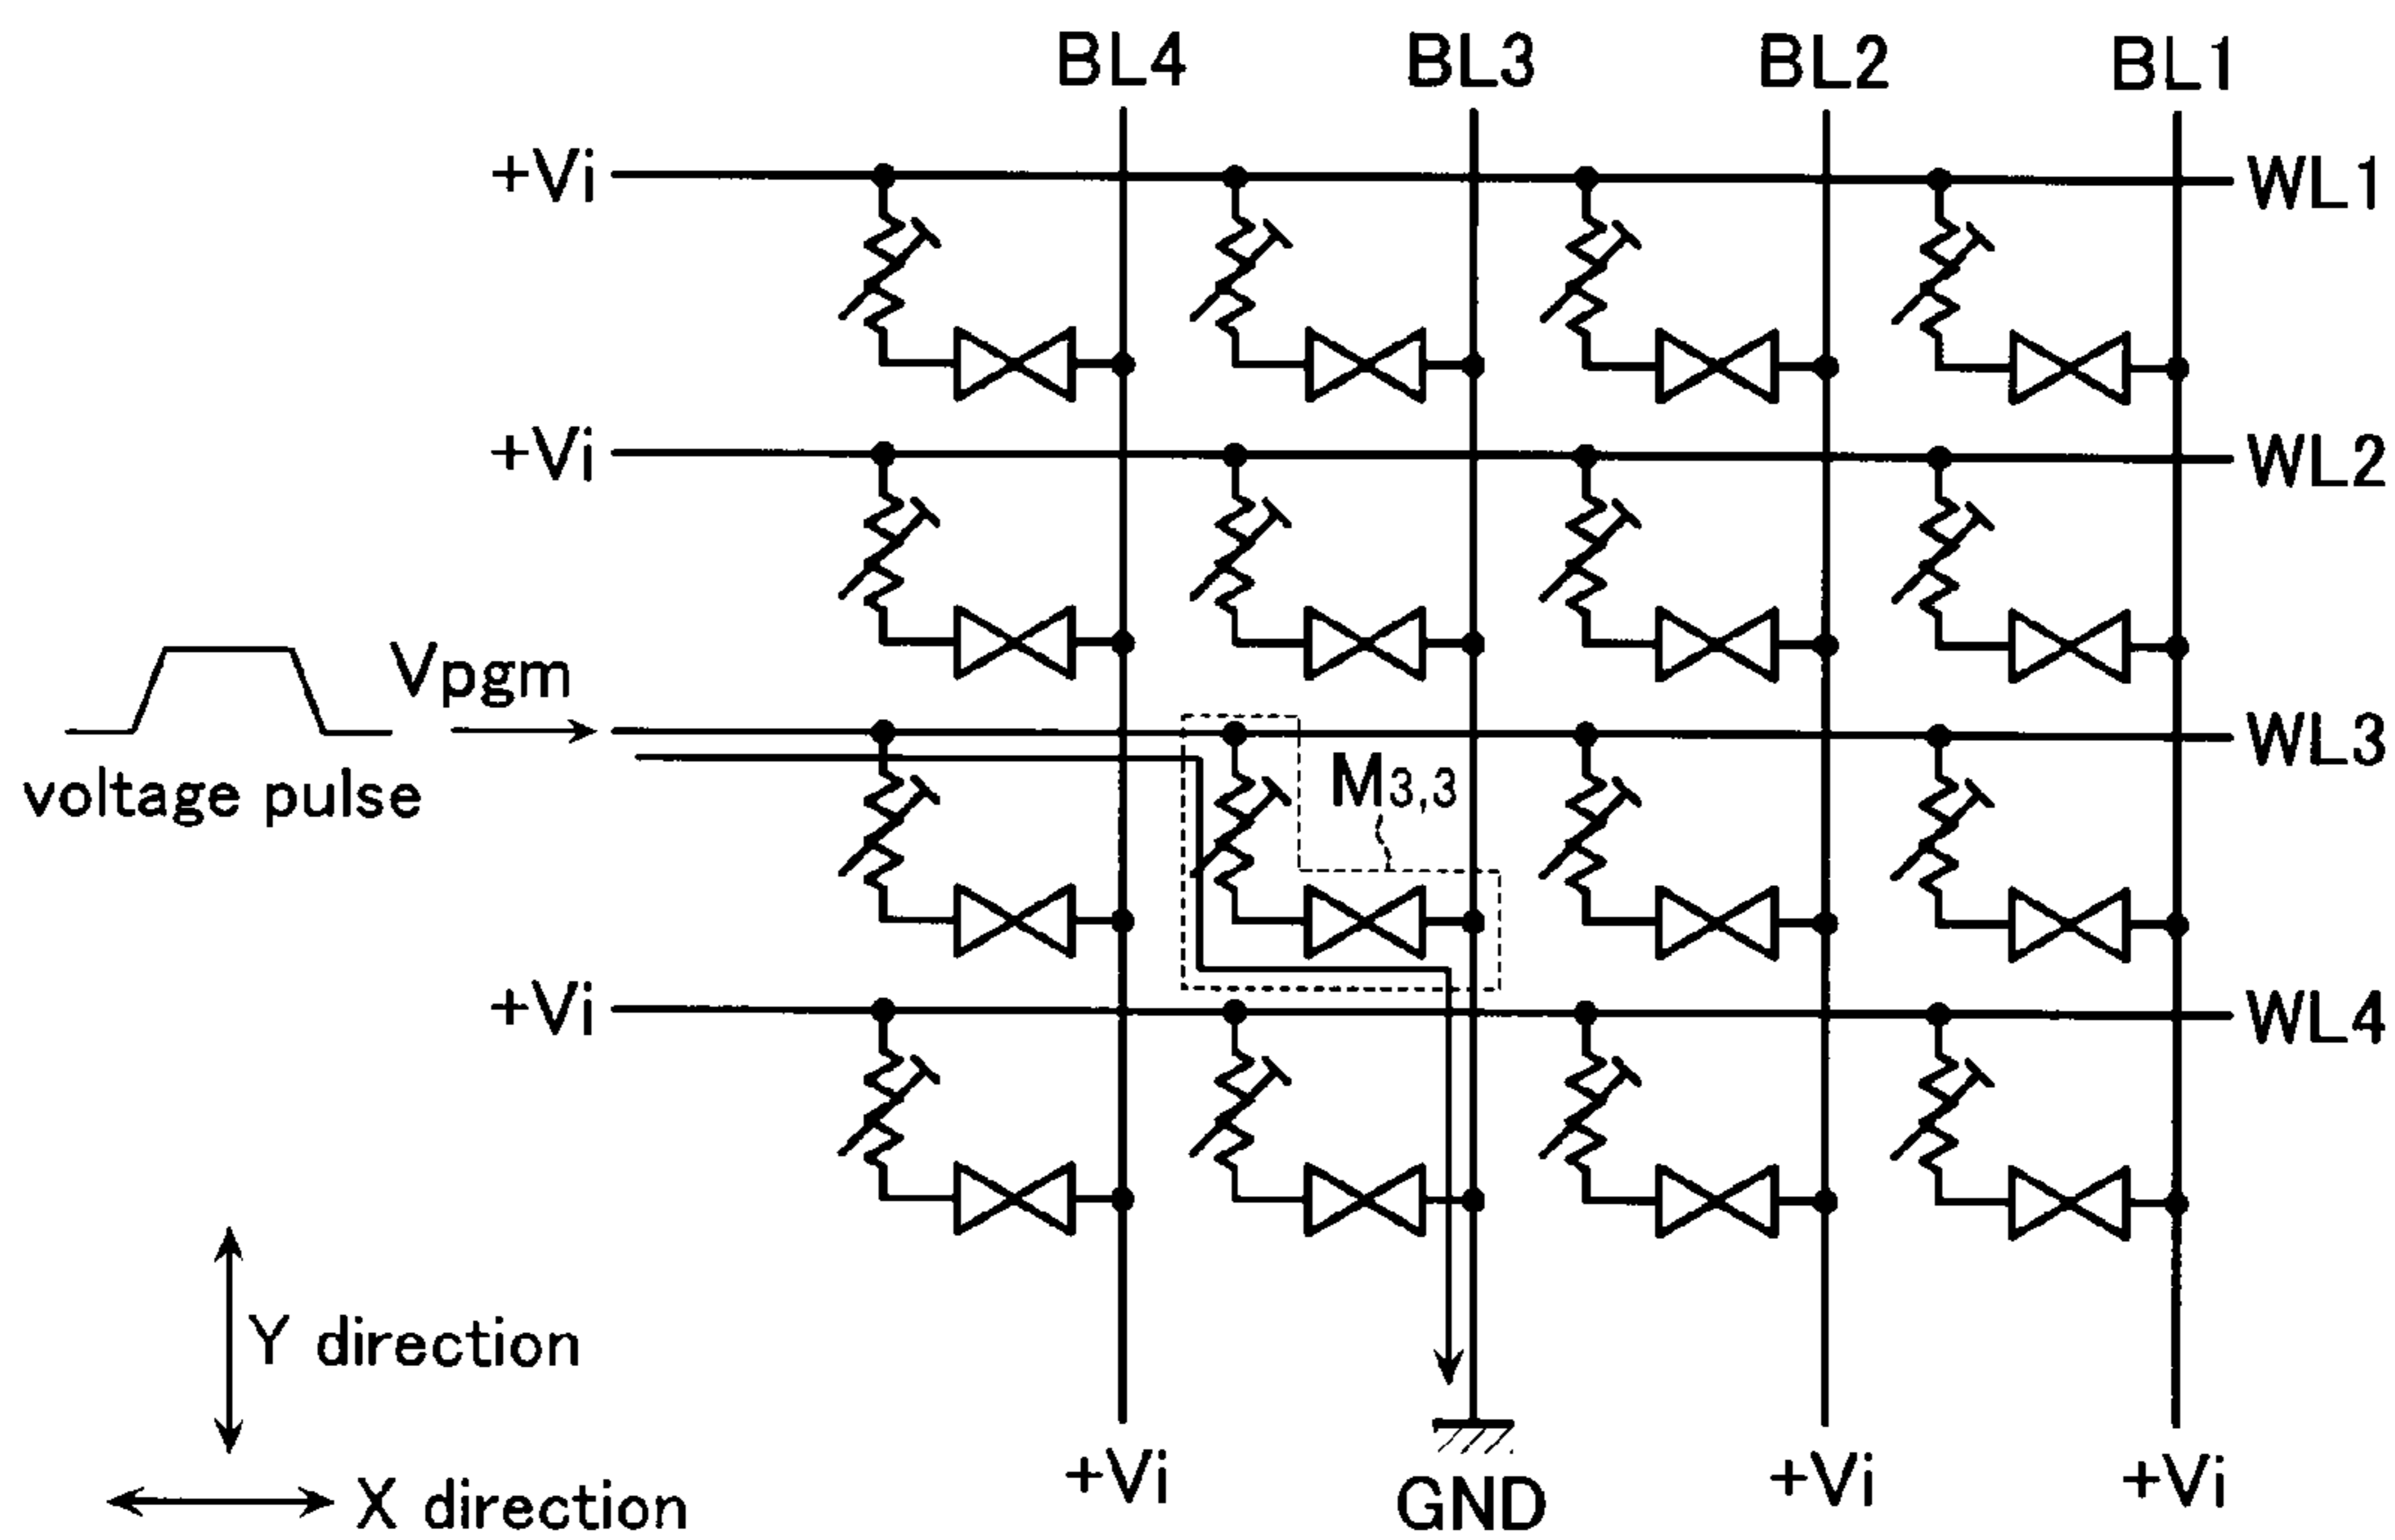 BL4 BL3 BL2 BL1
+Vi WL1
+Vi WL2
Vpgm
WL3
voltage pulse
M3,3
+Vi WL4
Y direction
X direction
+Vi GND +Vi +Vi